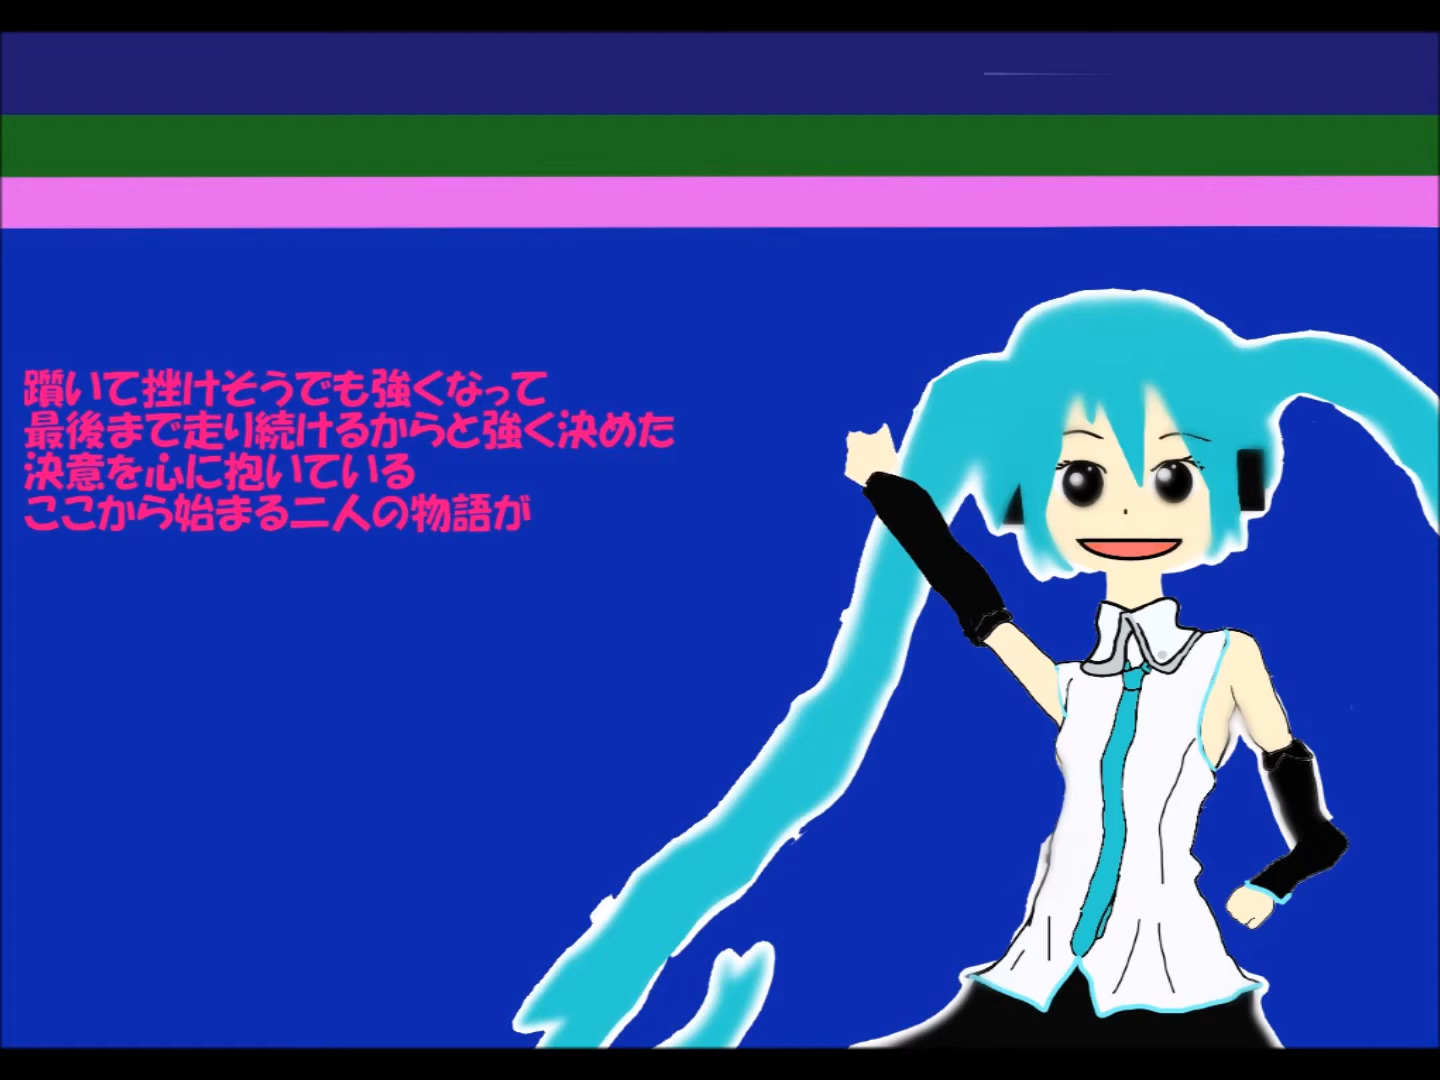 躓いて挫けそうでも強くなって
最後まで走り続けるからと強く決めた
決意を心に抱いている
ここから始まる二人の物語が